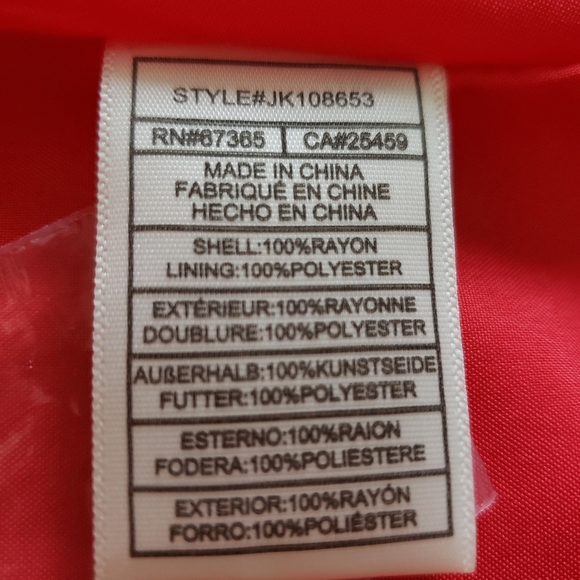 STYLE#JK108653
RN#67365 CA#25459
MADE IN CHINA
FABRIQUÉ EN CHINE
HECHO EN CHINA
SHELL:100%RAYON
LINING:100%POLYESTER
EXTÉRIEUR:100%RAYONNE
DOUBLURE:100%POLYESTER
AUßERHALB:100%KUNSTSEIDE
FUTTER:100%POLYESTER
ESTERNO:100%RAION
FODERA:100%POLIESTERE
EXTERIOR:100%RAYÓN
FORRO:100%POLIÉSTER